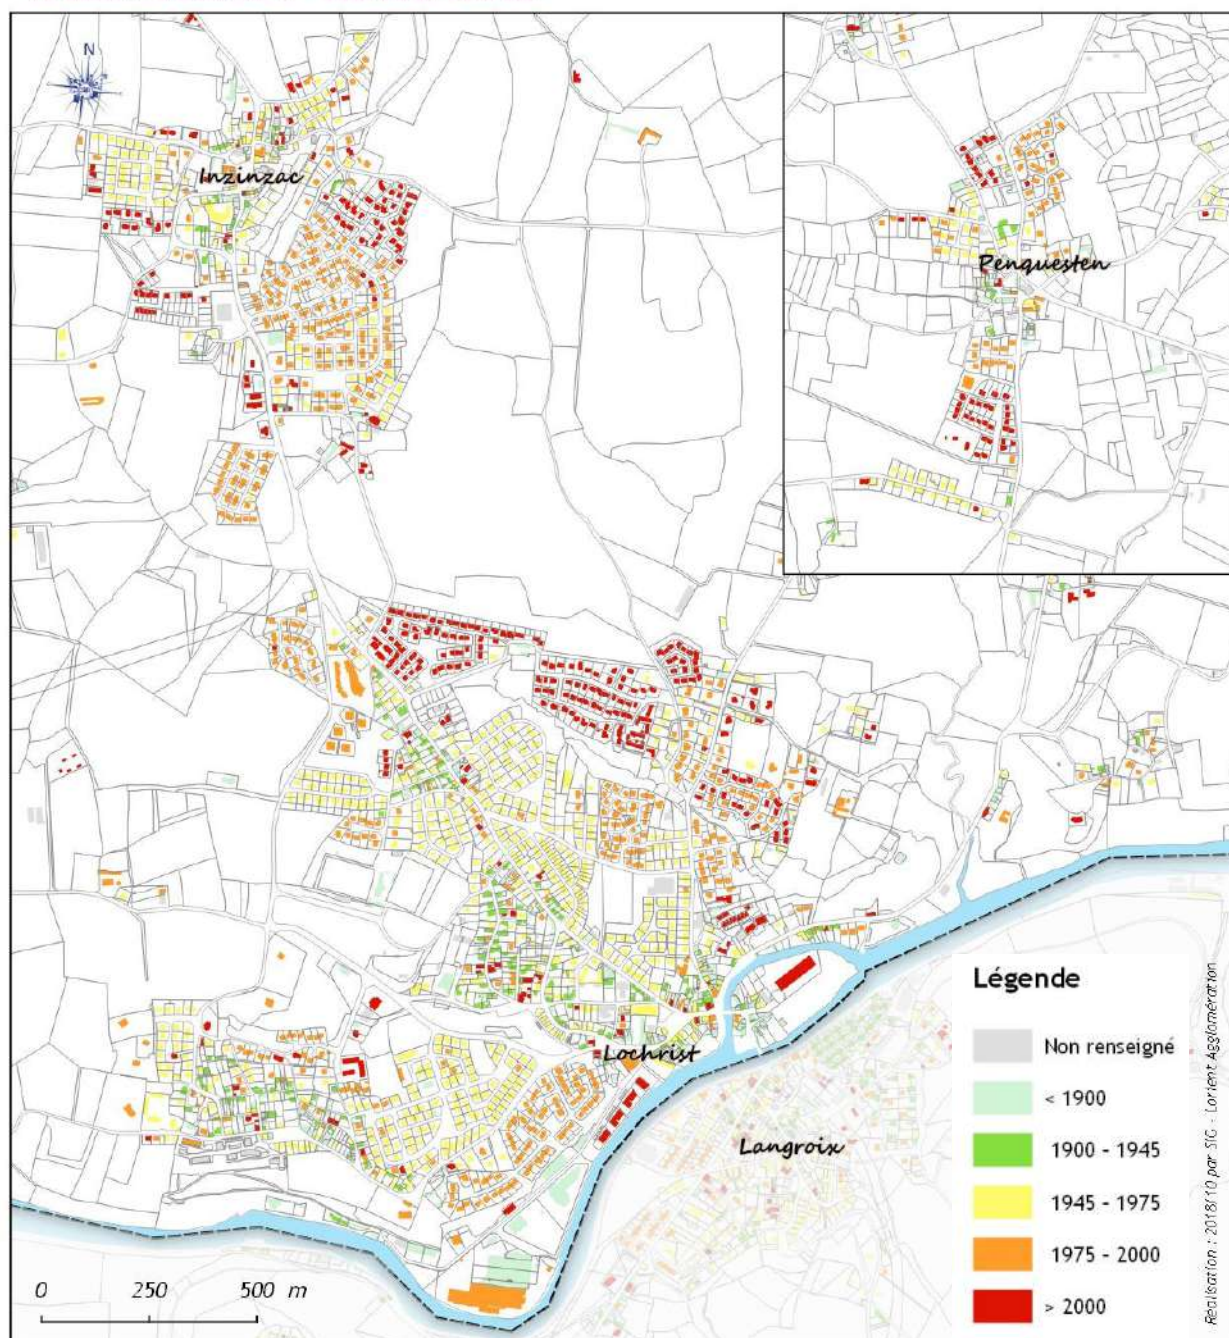 N
Inzinzac
Penquesten
Lochrist
Langroix
Légende
Non renseigné
< 1900
1900 - 1945
1945 - 1975
1975 - 2000
> 2000
0 250 500 m
Réalisation : 2018/10 par SIG - Lorient Agglomération